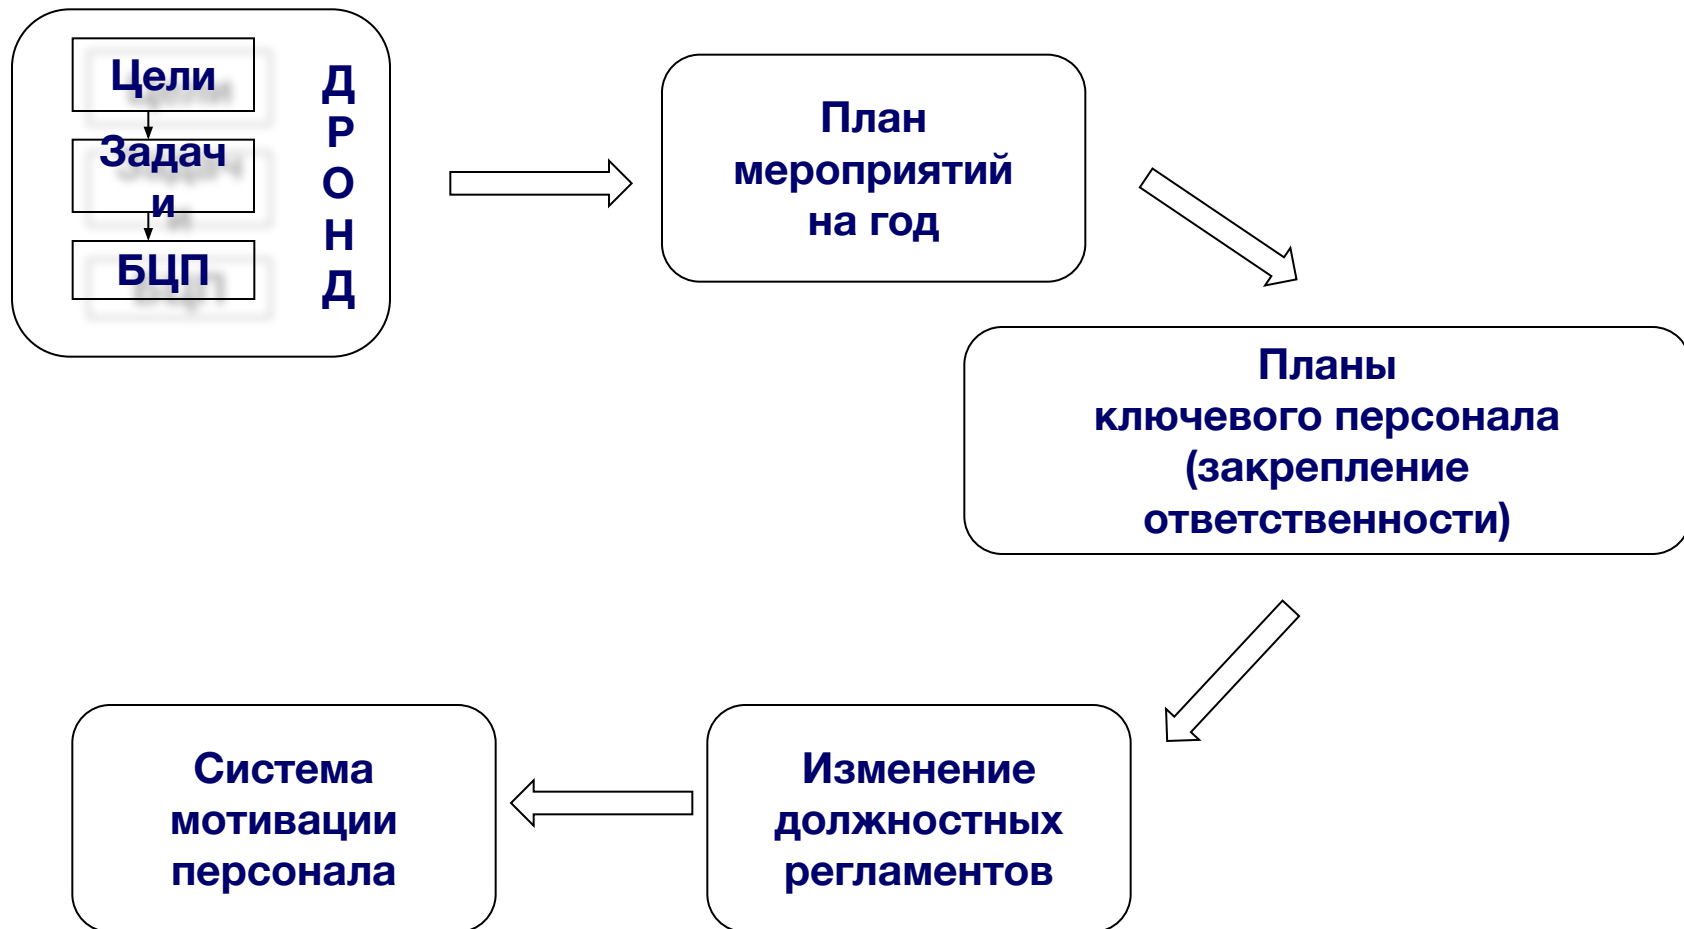 Цели
Задач
и
БЦП
Д
Р
О
Н
Д
План
мероприятий
на год
Планы
ключевого персонала
(закрепление
ответственности)
Система
мотивации
персонала
Изменение
должностных
регламентов